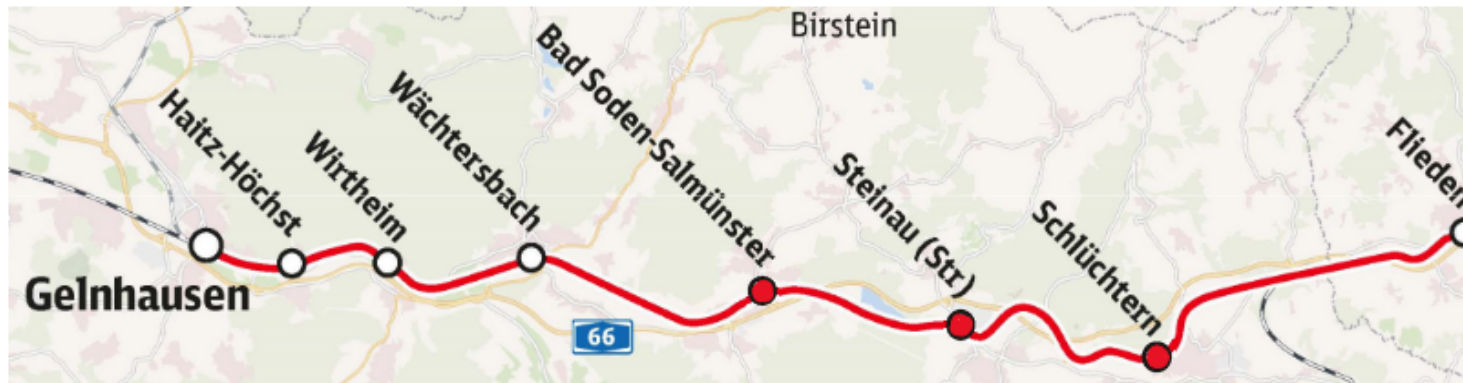 Birstein
Haitz-Höchst
Wirtheim
Wächtersbach
Bad Soden-Salmünster
Steinau (Str)
Schlüchtern
Flieden
Gelnhausen
66